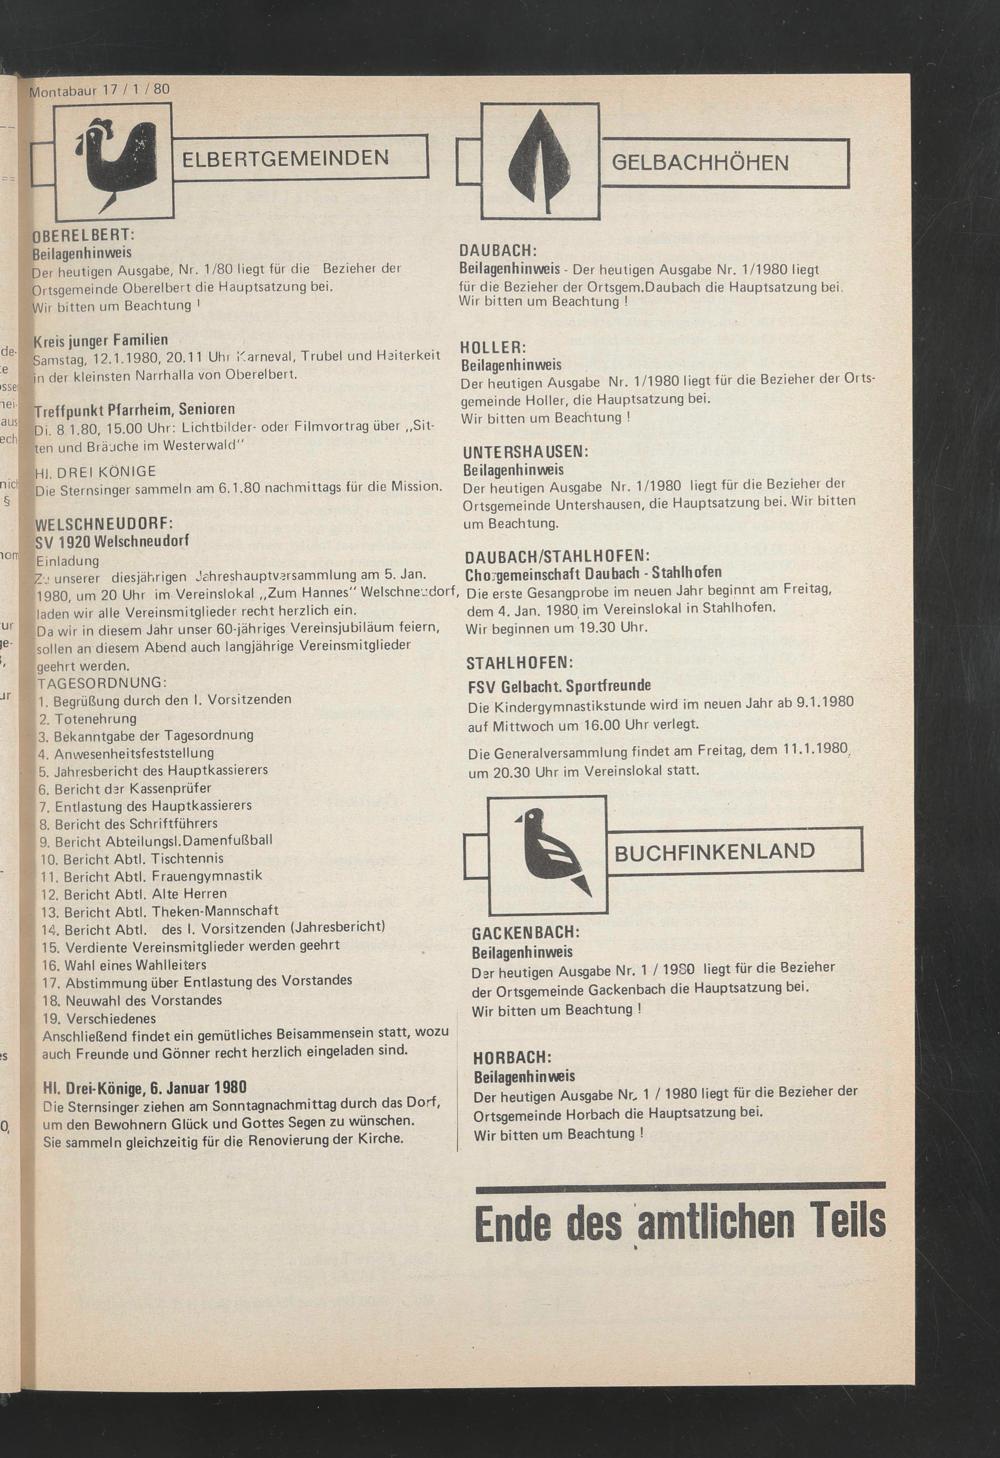 Montabaur 17 / 1 / 80
ELBERTGEMEINDEN
OBERELBERT:
Beilagenhinweis
Der heutigen Ausgabe, Nr. 1/80 liegt für die Bezieher der
Ortsgemeinde Oberelbert die Hauptsatzung bei.
Wir bitten um Beachtung !
Kreis junger Familien
Samstag, 12.1.1980, 20.11 Uhr Karneval, Trubel und Heiterkeit
in der kleinsten Narrhalla von Oberelbert.
Treffpunkt Pfarrheim, Senioren
Di. 8.1.80, 15.00 Uhr: Lichtbilder- oder Filmvortrag über ,,Sit-
ten und Bräuche im Westerwald''
Hl. DREI KÖNIGE
Die Sternsinger sammeln am 6.1.80 nachmittags für die Mission.
WELSCHNEUDORF:
SV 1920 Welschneudorf
Einladung
Zu unserer diesjährigen Jahreshauptversammlung am 5. Jan.
1980, um 20 Uhr im Vereinslokal ,,Zum Hannes'' Welschneudorf,
laden wir alle Vereinsmitglieder recht herzlich ein.
Da wir in diesem Jahr unser 60-jähriges Vereinsjubiläum feiern,
sollen an diesem Abend auch langjährige Vereinsmitglieder
geehrt werden.
TAGESORDNUNG:
1. Begrüßung durch den I. Vorsitzenden
2. Totenehrung
3. Bekanntgabe der Tagesordnung
4. Anwesenheitsfeststellung
5. Jahresbericht des Hauptkassierers
6. Bericht der Kassenprüfer
7. Entlastung des Hauptkassierers
8. Bericht des Schriftführers
9. Bericht Abteilungsl.Damenfußball
10. Bericht Abtl. Tischtennis
11. Bericht Abtl. Frauengymnastik
12. Bericht Abtl. Alte Herren
13. Bericht Abtl. Theken-Mannschaft
14. Bericht Abtl. des I. Vorsitzenden (Jahresbericht)
15. Verdiente Vereinsmitglieder werden geehrt
16. Wahl eines Wahlleiters
17. Abstimmung über Entlastung des Vorstandes
18. Neuwahl des Vorstandes
19. Verschiedenes
Anschließend findet ein gemütliches Beisammensein statt, wozu
auch Freunde und Gönner recht herzlich eingeladen sind.
Hl. Drei-Könige, 6. Januar 1980
Die Sternsinger ziehen am Sonntagnachmittag durch das Dorf,
um den Bewohnern Glück und Gottes Segen zu wünschen.
Sie sammeln gleichzeitig für die Renovierung der Kirche.
GELBACHHÖHEN
DAUBACH:
Beilagenhinweis - Der heutigen Ausgabe Nr. 1/1980 liegt
für die Bezieher der Ortsgem.Daubach die Hauptsatzung bei.
Wir bitten um Beachtung !
HOLLER:
Beilagenhinweis
Der heutigen Ausgabe Nr. 1/1980 liegt für die Bezieher der Orts-
gemeinde Holler, die Hauptsatzung bei.
Wir bitten um Beachtung !
UNTERSHAUSEN:
Beilagenhinweis
Der heutigen Ausgabe Nr. 1/1980 liegt für die Bezieher der
Ortsgemeinde Untershausen, die Hauptsatzung bei. Wir bitten
um Beachtung.
DAUBACH/STAHLHOFEN:
Chorgemeinschaft Daubach - Stahlhofen
Die erste Gesangprobe im neuen Jahr beginnt am Freitag,
dem 4. Jan. 1980 im Vereinslokal in Stahlhofen.
Wir beginnen um 19.30 Uhr.
STAHLHOFEN:
FSV Gelbacht. Sportfreunde
Die Kindergymnastikstunde wird im neuen Jahr ab 9.1.1980
auf Mittwoch um 16.00 Uhr verlegt.
Die Generalversammlung findet am Freitag, dem 11.1.1980,
um 20.30 Uhr im Vereinslokal statt.
BUCHFINKENLAND
GACKENBACH:
Beilagenhinweis
Der heutigen Ausgabe Nr. 1 / 1980 liegt für die Bezieher
der Ortsgemeinde Gackenbach die Hauptsatzung bei.
Wir bitten um Beachtung !
HORBACH:
Beilagenhinweis
Der heutigen Ausgabe Nr. 1 / 1980 liegt für die Bezieher der
Ortsgemeinde Horbach die Hauptsatzung bei.
Wir bitten um Beachtung !
Ende des amtlichen Teils